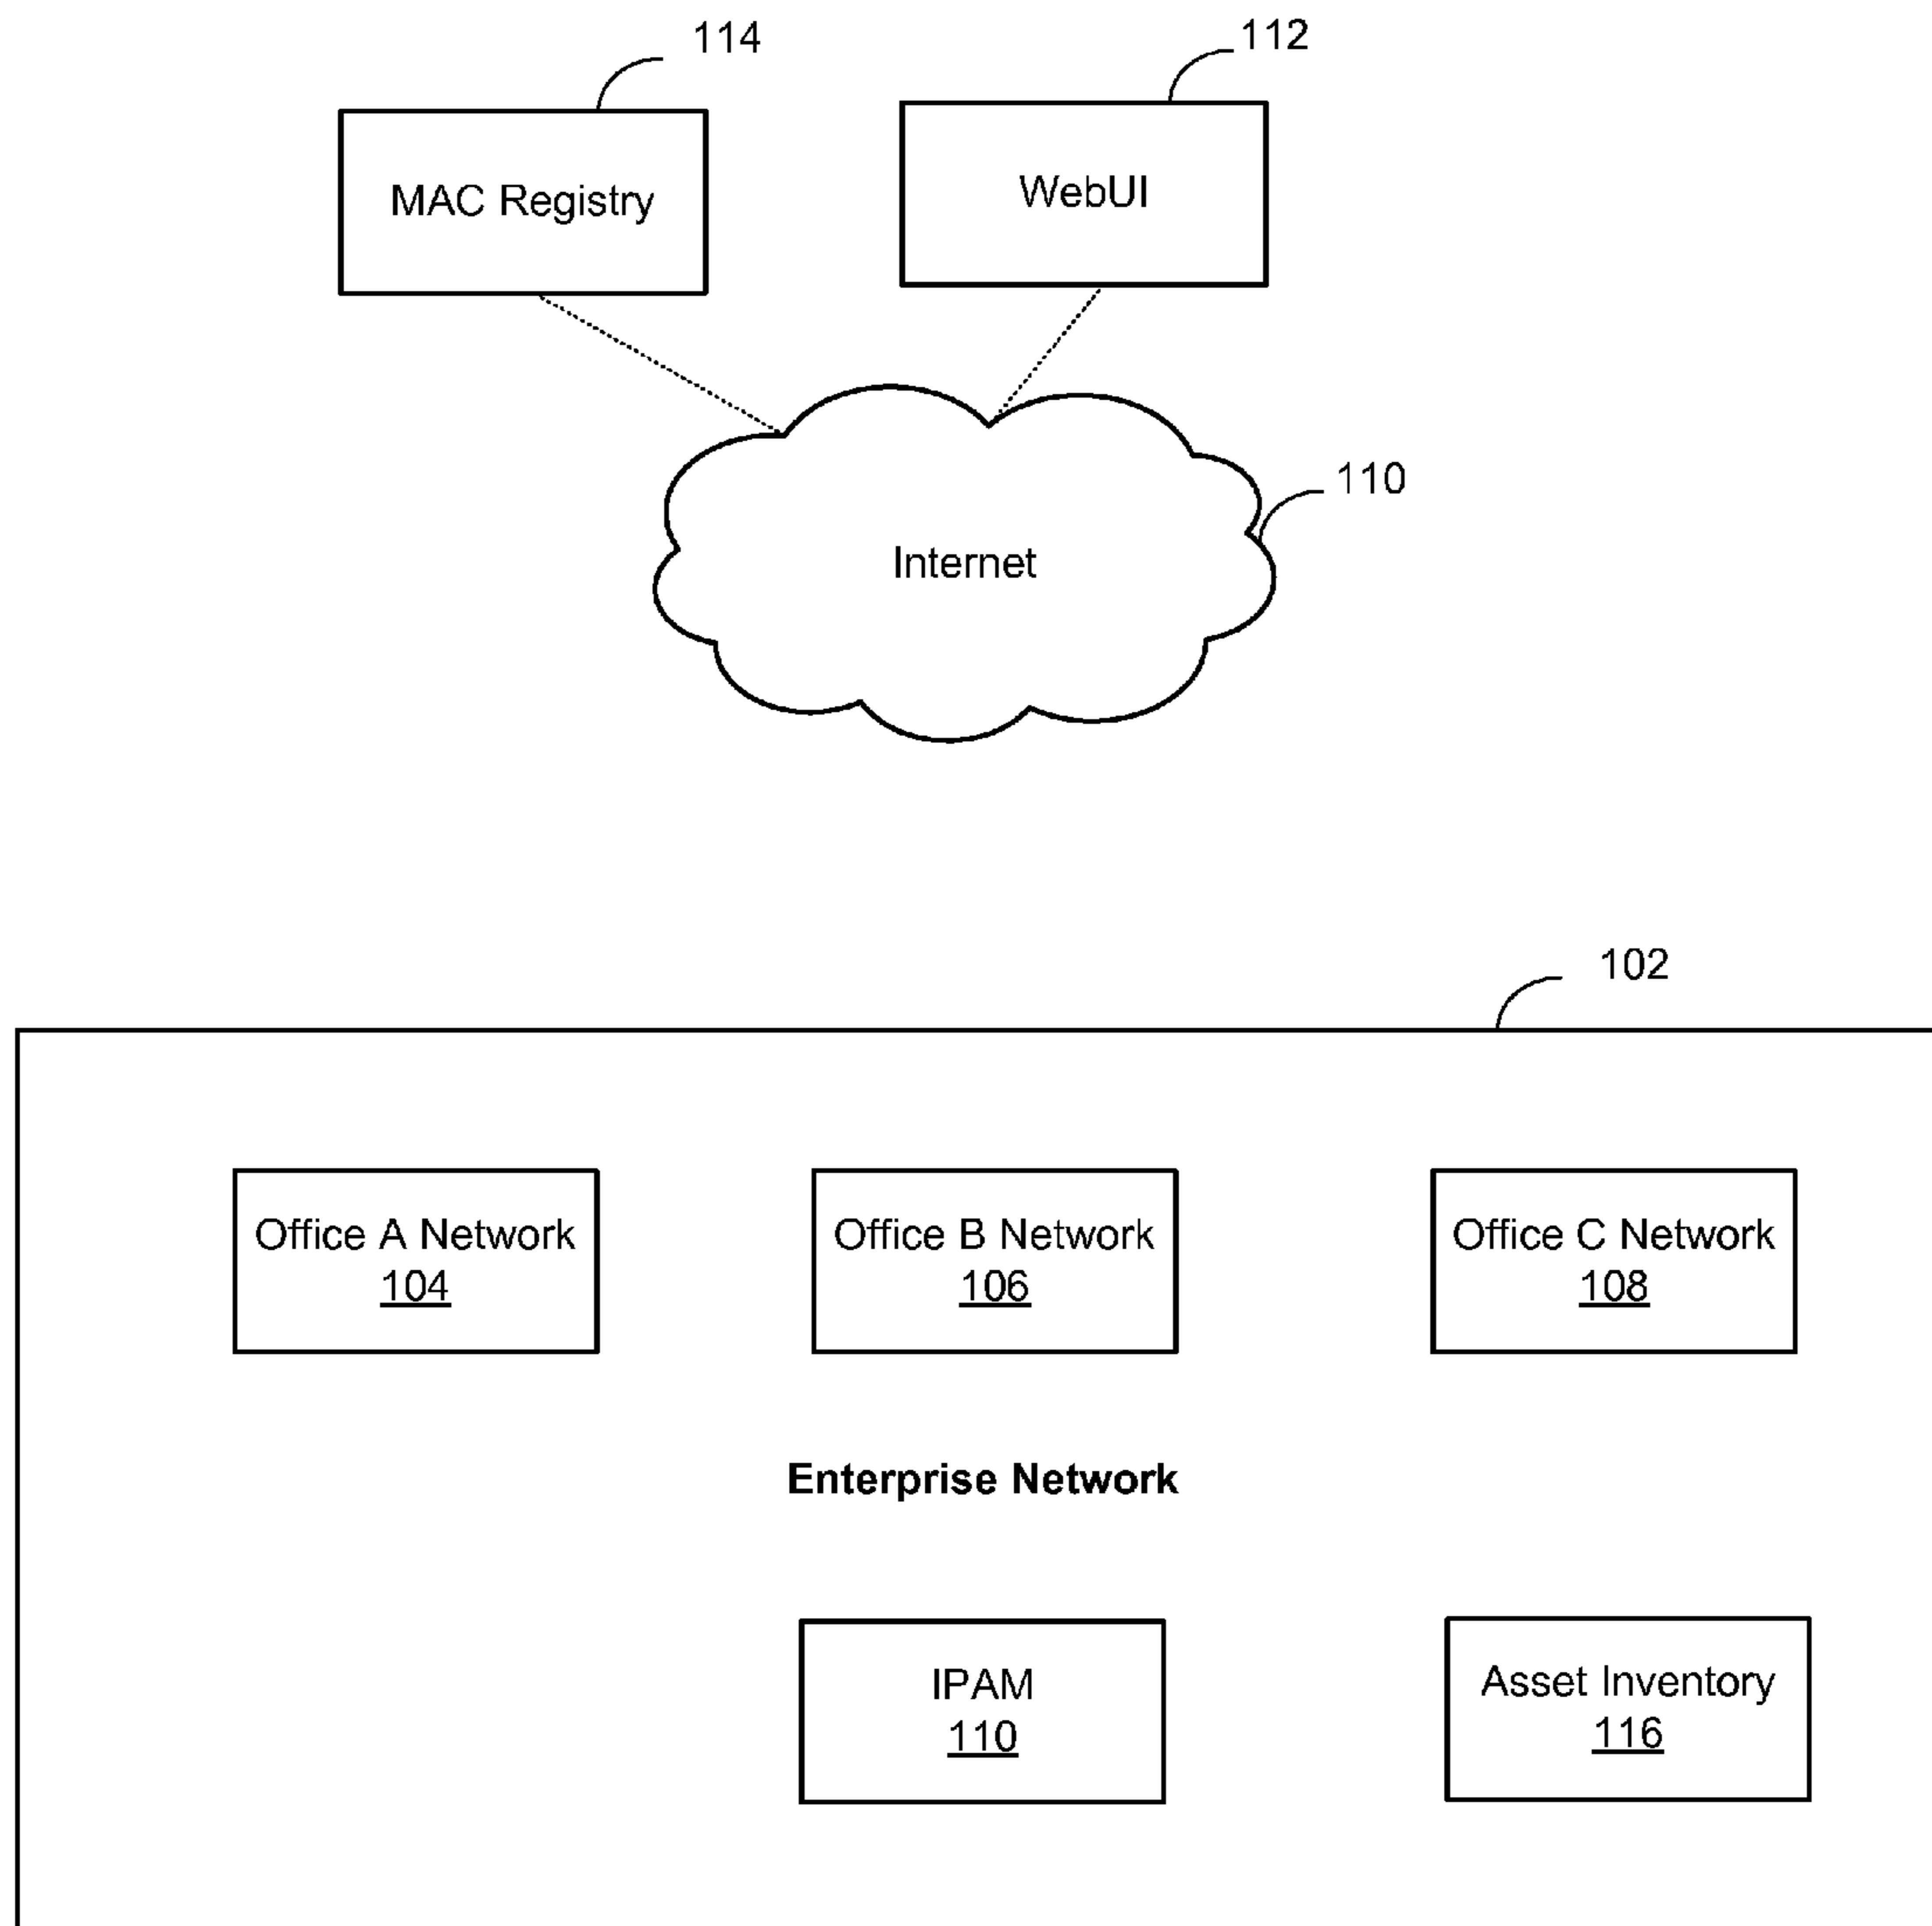 114
112
MAC Registry
WebUI
110
Internet
102
Office A Network
104
Office B Network
106
Office C Network
108
Enterprise Network
IPAM
110
Asset Inventory
116